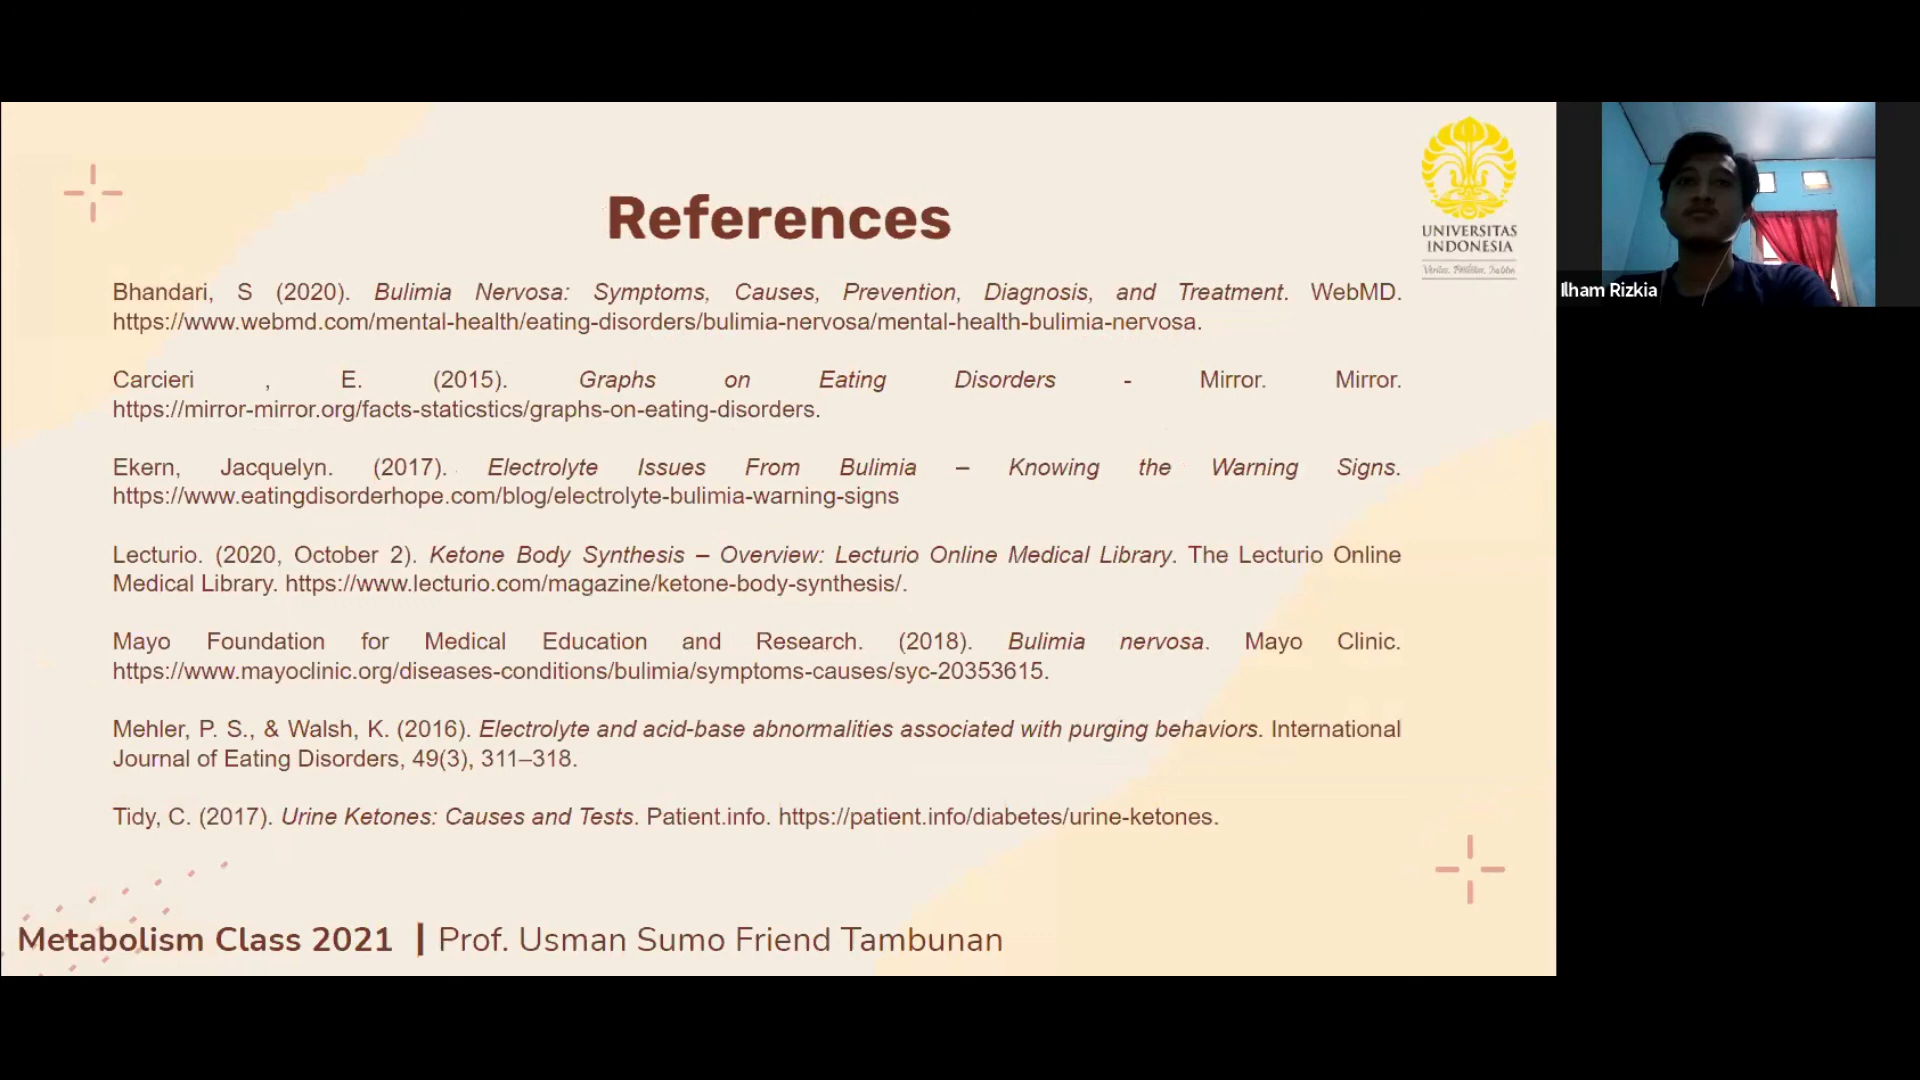 References
UNIVERSITAS
INDONESIA
Veritas, Probitas, Iustitia
Bhandari, S (2020). Bulimia Nervosa: Symptoms, Causes, Prevention, Diagnosis, and Treatment. WebMD.
https://www.webmd.com/mental-health/eating-disorders/bulimia-nervosa/mental-health-bulimia-nervosa.
Carcieri , E. (2015). Graphs on Eating Disorders - Mirror. Mirror.
https://mirror-mirror.org/facts-staticstics/graphs-on-eating-disorders.
Ekern, Jacquelyn. (2017). Electrolyte Issues From Bulimia – Knowing the Warning Signs.
https://www.eatingdisorderhope.com/blog/electrolyte-bulimia-warning-signs
Lecturio. (2020, October 2). Ketone Body Synthesis – Overview: Lecturio Online Medical Library. The Lecturio Online
Medical Library. https://www.lecturio.com/magazine/ketone-body-synthesis/.
Mayo Foundation for Medical Education and Research. (2018). Bulimia nervosa. Mayo Clinic.
https://www.mayoclinic.org/diseases-conditions/bulimia/symptoms-causes/syc-20353615.
Mehler, P. S., & Walsh, K. (2016). Electrolyte and acid-base abnormalities associated with purging behaviors. International
Journal of Eating Disorders, 49(3), 311–318.
Tidy, C. (2017). Urine Ketones: Causes and Tests. Patient.info. https://patient.info/diabetes/urine-ketones.
Metabolism Class 2021 | Prof. Usman Sumo Friend Tambunan
Ilham Rizkia